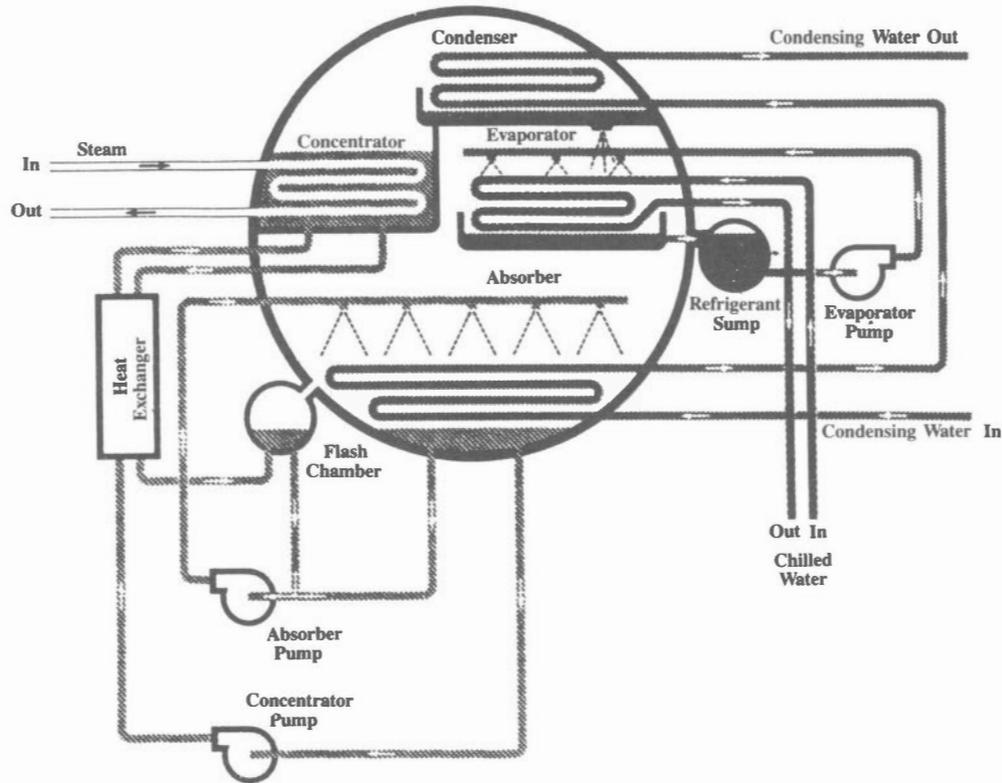 Condenser
Condensing Water Out
Concentrator
Evaporator
Steam
In
Out
Absorber
Refrigerant
Sump
Evaporator
Pump
Heat
Exchanger
Flash
Chamber
Condensing Water In
Out In
Chilled
Water
Absorber
Pump
Concentrator
Pump